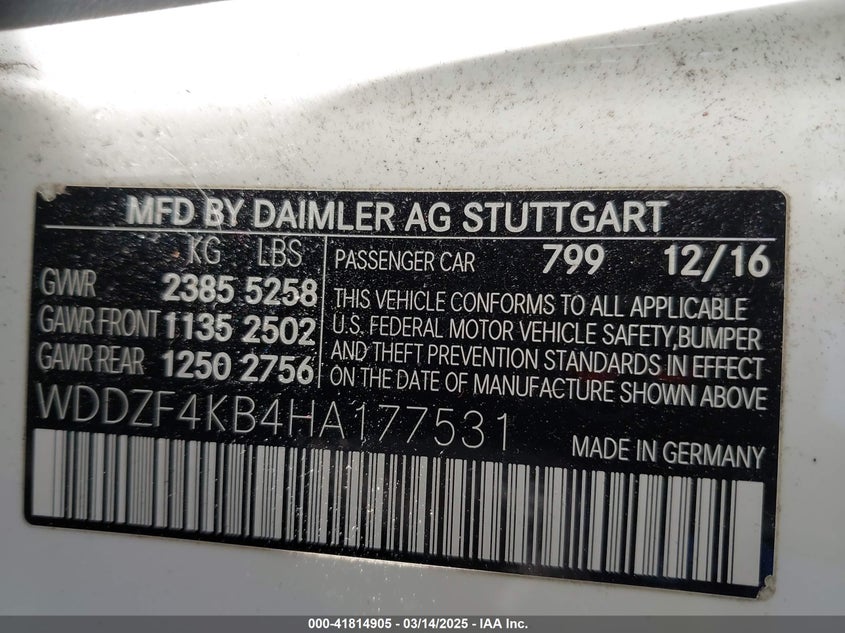 MFD BY DAIMLER AG STUTTGART
KG LBS
GVWR 2385 5258
GAWR FRONT 1135 2502
GAWR REAR 1250 2756
PASSENGER CAR 799 12/16
THIS VEHICLE CONFORMS TO ALL APPLICABLE
U.S. FEDERAL MOTOR VEHICLE SAFETY,BUMPER
AND THEFT PREVENTION STANDARDS IN EFFECT
ON THE DATE OF MANUFACTURE SHOWN ABOVE
WDDZF4KB4HA177531
MADE IN GERMANY
000-41814905 - 03/14/2025 - IAA Inc.